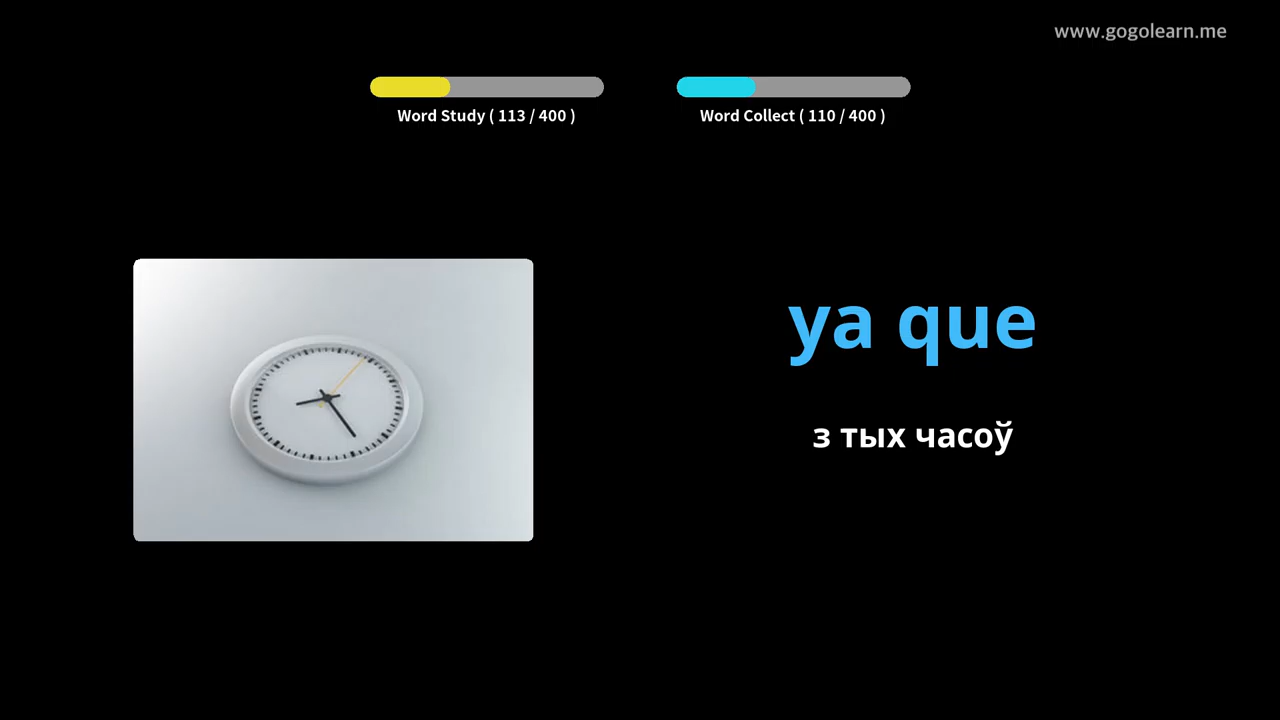 www.gogolearn.me
Word Study ( 113 / 400 )
Word Collect ( 110 / 400 )
ya que
з тых часоў